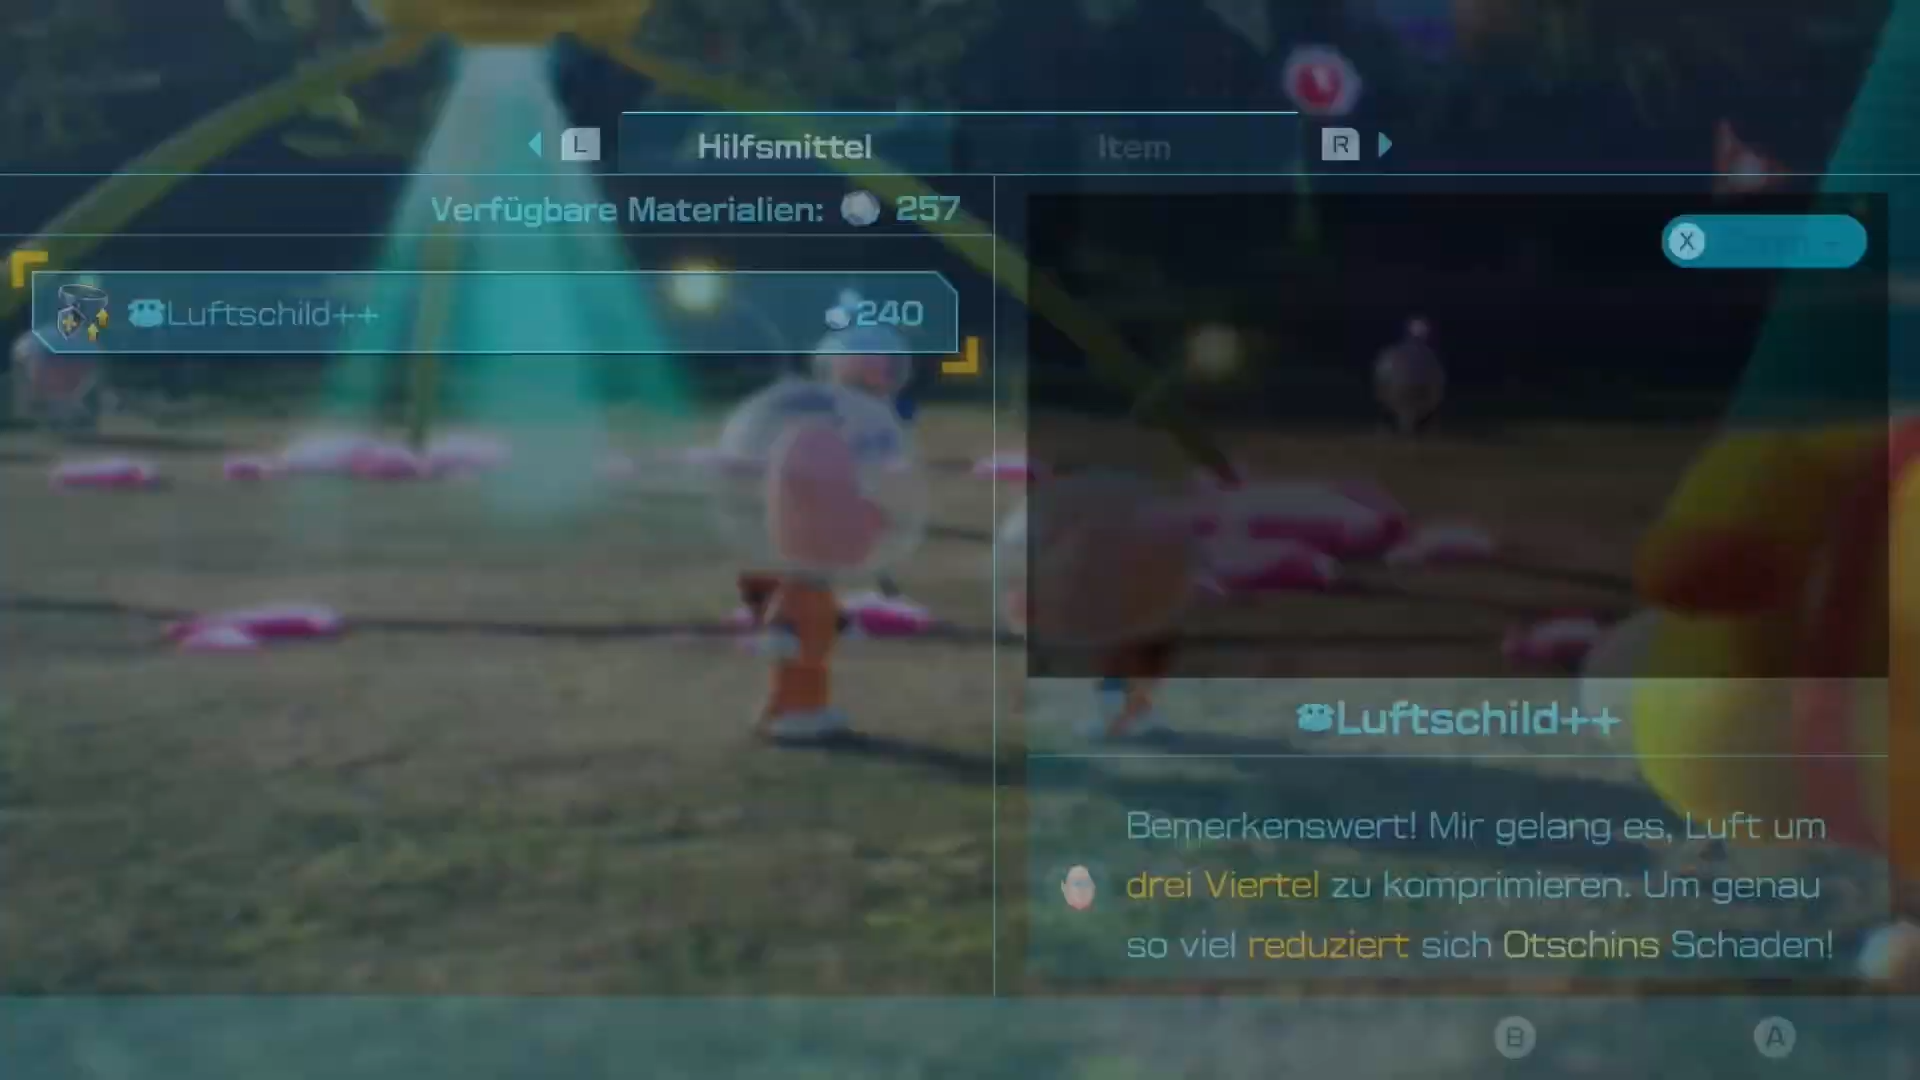 L Hilfsmittel Item R
Verfügbare Materialien: 257
X
Luftschild++ 240
Luftschild++
Bemerkenswert! Mir gelang es, Luft um
drei Viertel zu komprimieren. Um genau
so viel reduziert sich Otschins Schaden!
B A